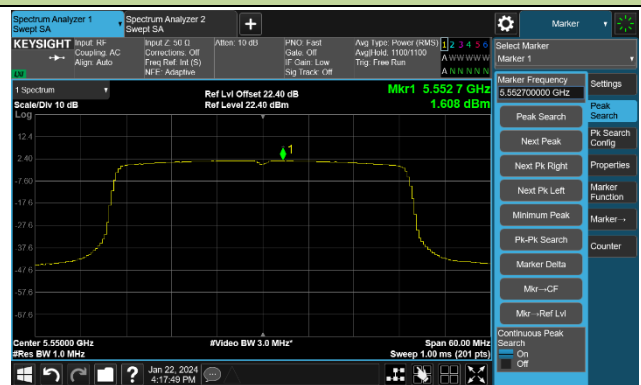 Spectrum Analyzer 1
Swept SA
Spectrum Analyzer 2
Swept SA
Marker
KEYSIGHT
Input: RF
Coupling: AC
Align: Auto
Input Z: 50 Ω
Corrections: Off
Freq Ref: Int (S)
NFE: Adaptive
Atten: 10 dB
PNO: Fast
Gate: Off
IF Gain: Low
Sig Track: Off
Avg Type: Power (RMS)
Avg|Hold: 1100/1100
Trig: Free Run
1 2 3 4 5 6
A W W W W W
A N N N N N
LXI
Select Marker
Marker 1
1 Spectrum
Scale/Div 10 dB
Ref Lvl Offset 22.40 dB
Ref Level 22.40 dBm
Mkr1 5.552 7 GHz
1.608 dBm
Log
12.4
2.40
-7.60
-17.6
-27.6
-37.6
-47.6
-57.6
-67.6
1
Center 5.55000 GHz
#Res BW 1.0 MHz
#Video BW 3.0 MHz*
Span 60.00 MHz
Sweep 1.00 ms (201 pts)
Marker Frequency
5.552700000 GHz
Peak Search
Next Peak
Next Pk Right
Next Pk Left
Minimum Peak
Pk-Pk Search
Marker Delta
Mkr→CF
Mkr→Ref Lvl
Continuous Peak
Search
On
Off
Settings
Peak
Search
Pk Search
Config
Properties
Marker
Function
Marker→
Counter
?
Jan 22, 2024
4:17:49 PM